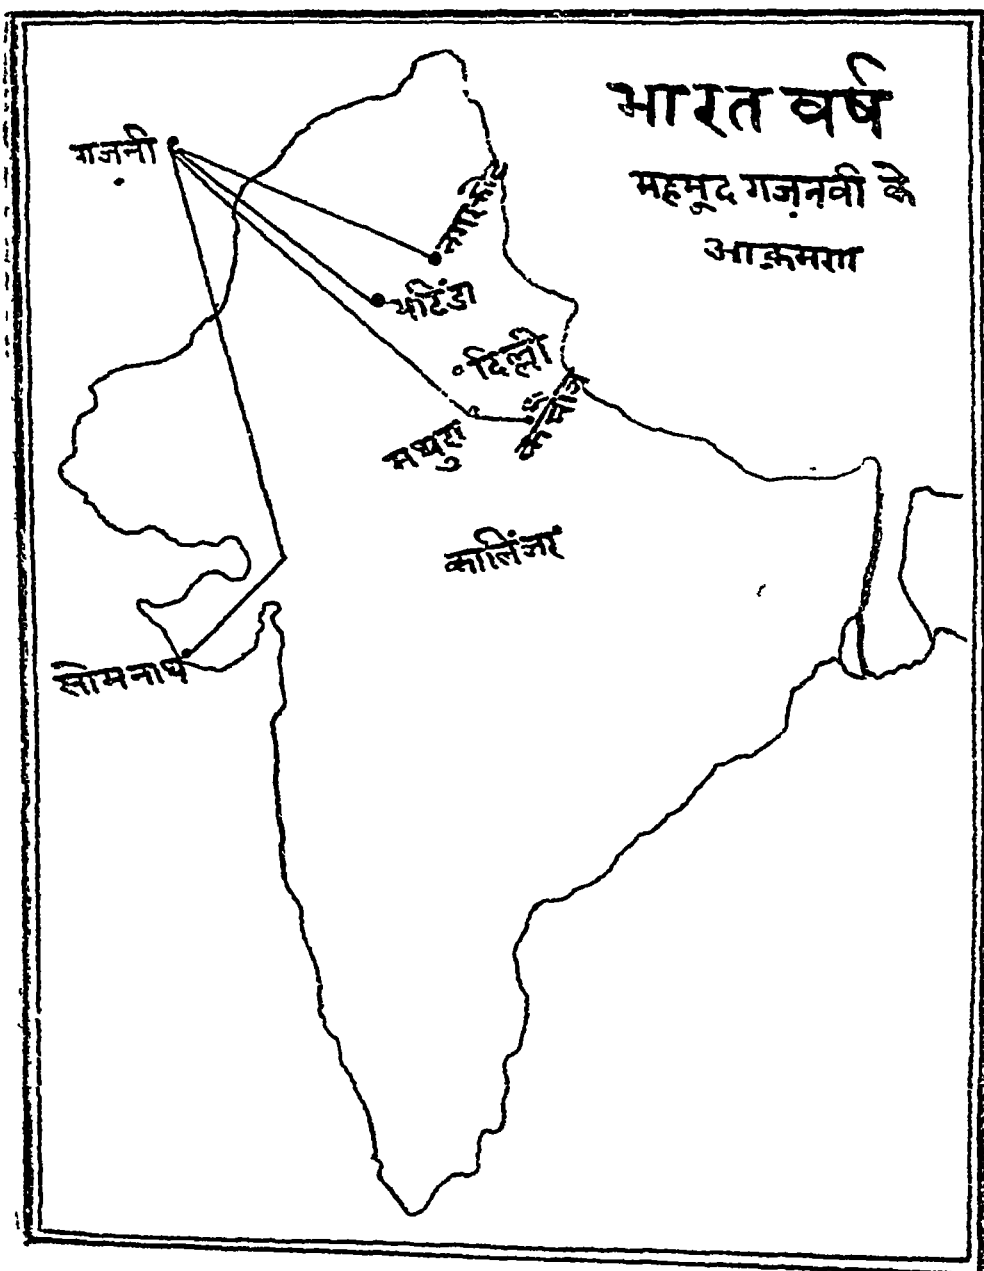 भारत वर्ष
महमूद गज़नवी के
आक्रमण
गज़नी
नगरकोट
भटिंडा
दिल्ली
मथुरा
कन्नौज
कालिंजर
सोमनाथ